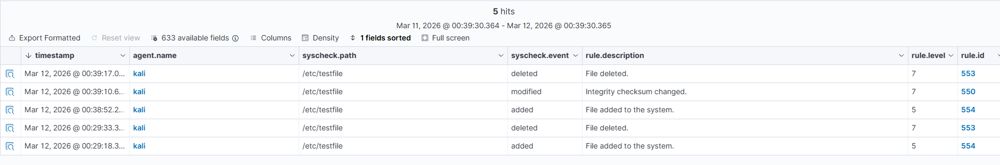 5 hits
Mar 11, 2026 @ 00:39:30.364 - Mar 12, 2026 @ 00:39:30.365
Export Formatted Reset view 633 available fields Columns Density 1 fields sorted Full screen
timestamp agent.name syscheck.path syscheck.event rule.description rule.level rule.id
Mar 12, 2026 @ 00:39:17.0... kali /etc/testfile deleted File deleted. 7 553
Mar 12, 2026 @ 00:39:10.6... kali /etc/testfile modified Integrity checksum changed. 7 550
Mar 12, 2026 @ 00:38:52.2... kali /etc/testfile added File added to the system. 5 554
Mar 12, 2026 @ 00:29:33.3... kali /etc/testfile deleted File deleted. 7 553
Mar 12, 2026 @ 00:29:18.3... kali /etc/testfile added File added to the system. 5 554